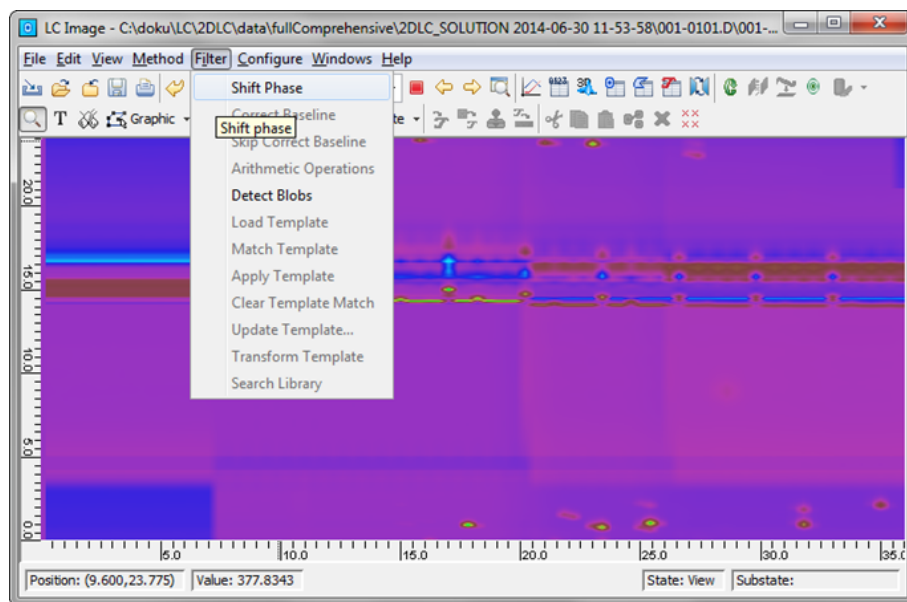 LC Image - C:\doku\LC\2DLC\data\fullComprehensive\2DLC_SOLUTION 2014-06-30 11-53-58\001-0101.D\001-...
File Edit View Method Filter Configure Windows Help
T Graphic
Shift Phase
Correct Baseline
Shift phase
Skip Correct Baseline
Arithmetic Operations
Detect Blobs
Load Template
Match Template
Apply Template
Clear Template Match
Update Template...
Transform Template
Search Library
20.0
15.0
10.0
5.0
0.0
5.0 10.0 15.0 20.0 25.0 30.0 35.0
Position: (9.600,23.775) Value: 377.8343 State: View Substate: